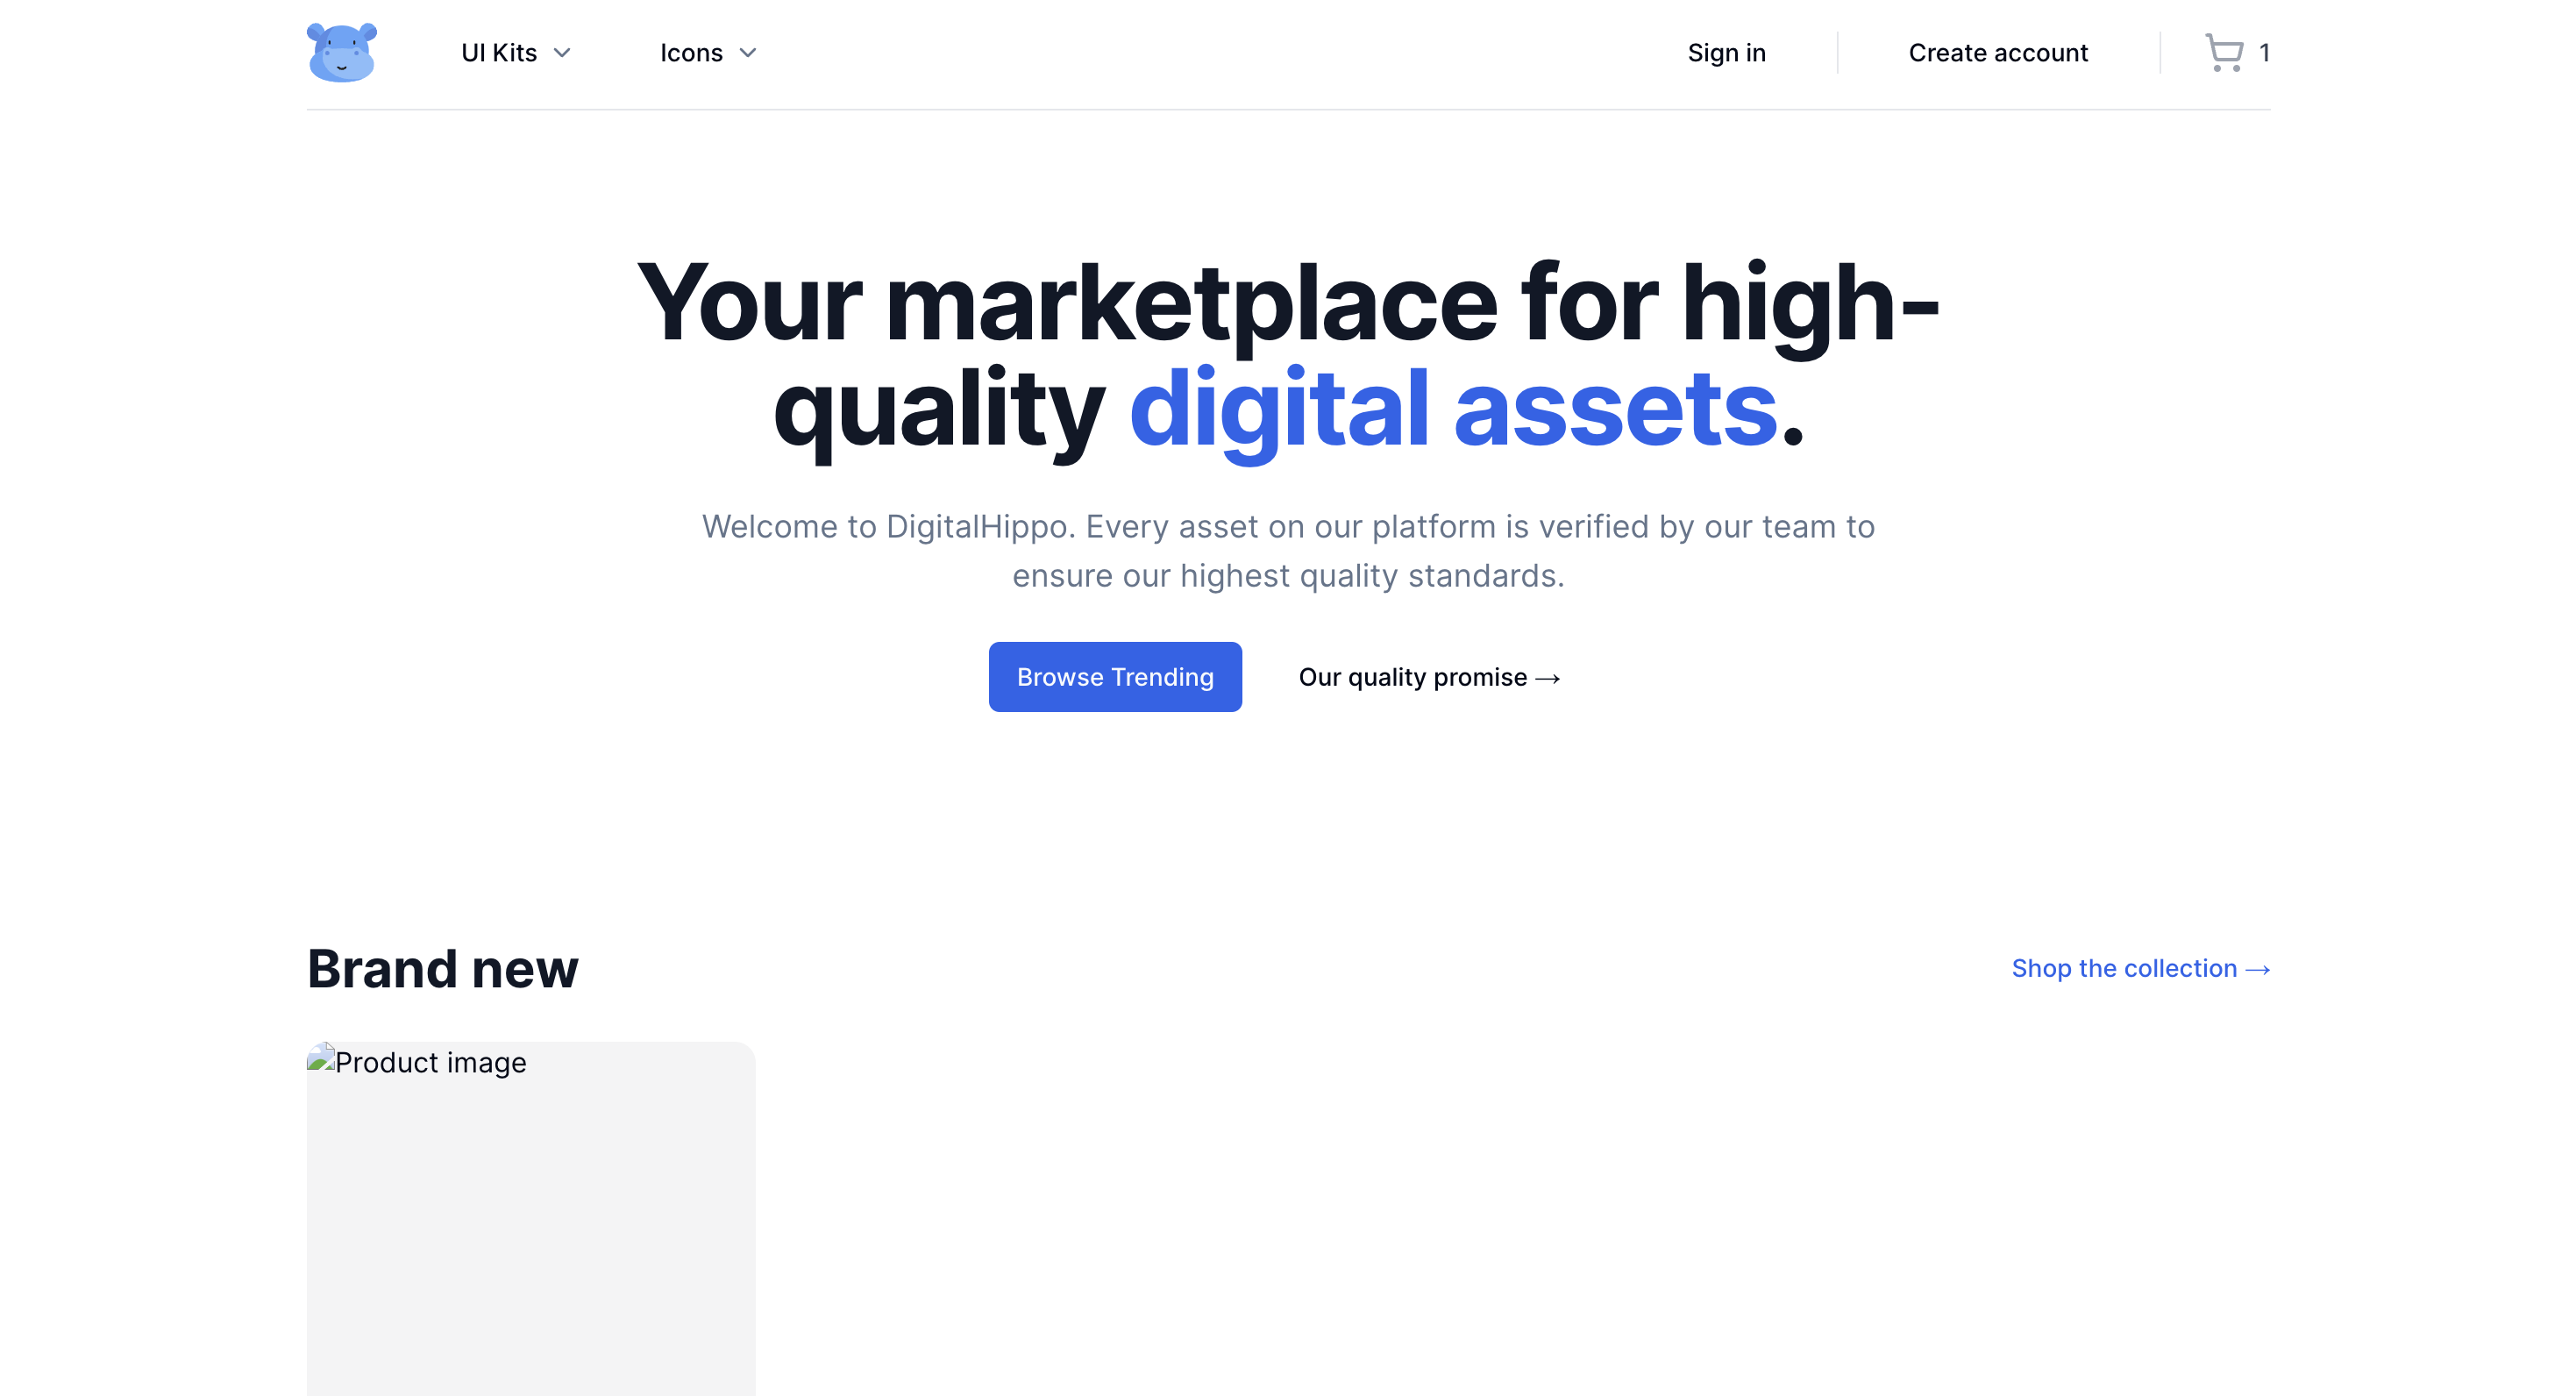 UI Kits
Icons
Sign in
Create account
1
Your marketplace for high-
quality digital assets.
Welcome to DigitalHippo. Every asset on our platform is verified by our team to
ensure our highest quality standards.
Browse Trending
Our quality promise →
Brand new
Shop the collection →
Product image